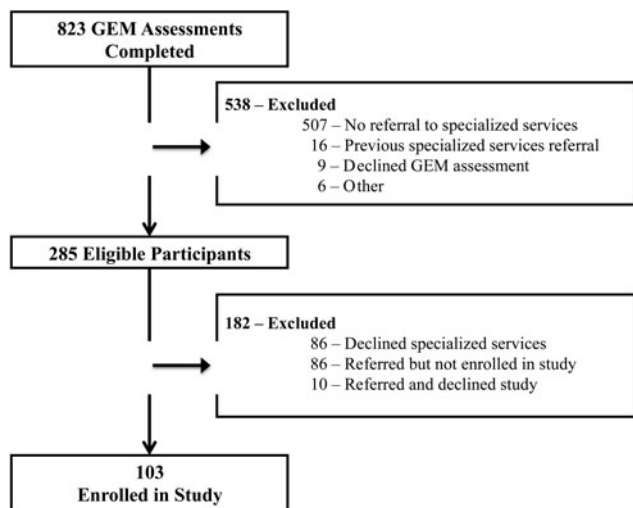 823 GEM Assessments
Completed
538 – Excluded
507 – No referral to specialized services
16 – Previous specialized services referral
9 – Declined GEM assessment
6 – Other
285 Eligible Participants
182 – Excluded
86 – Declined specialized services
86 – Referred but not enrolled in study
10 – Referred and declined study
103
Enrolled in Study